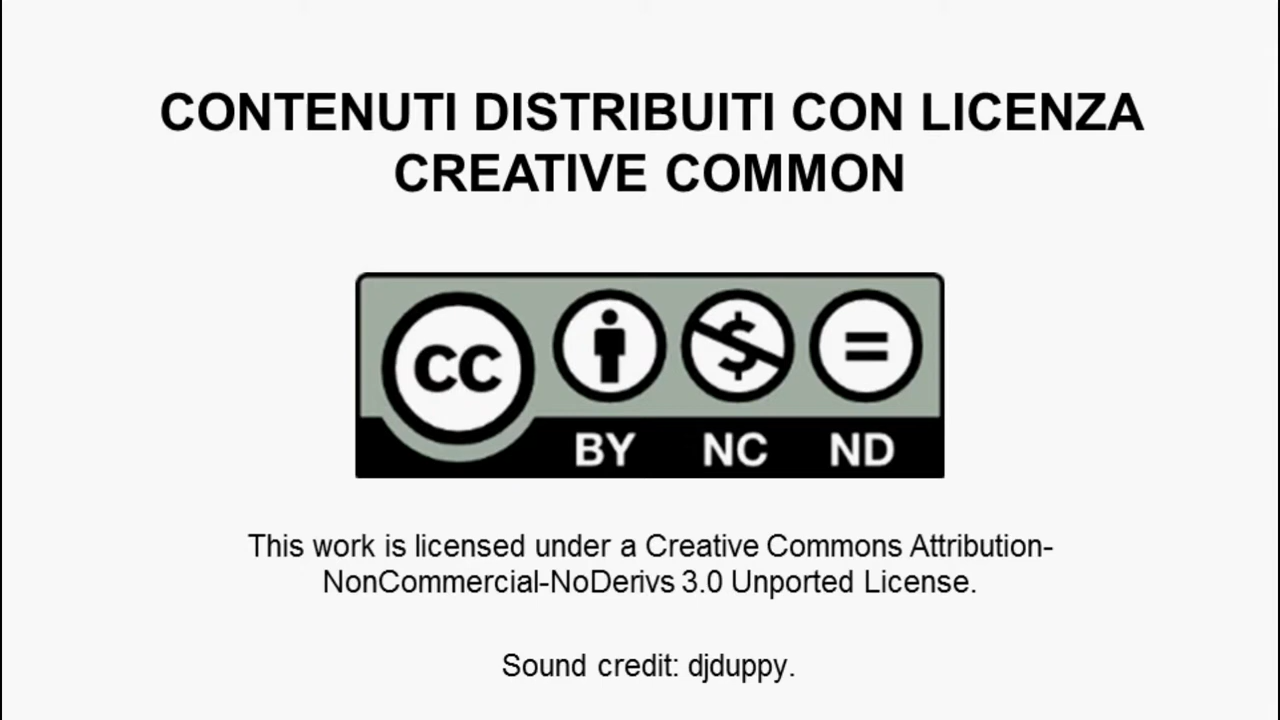 CONTENUTI DISTRIBUITI CON LICENZA
CREATIVE COMMON
CC
BY NC ND
This work is licensed under a Creative Commons Attribution-
NonCommercial-NoDerivs 3.0 Unported License.
Sound credit: djduppy.